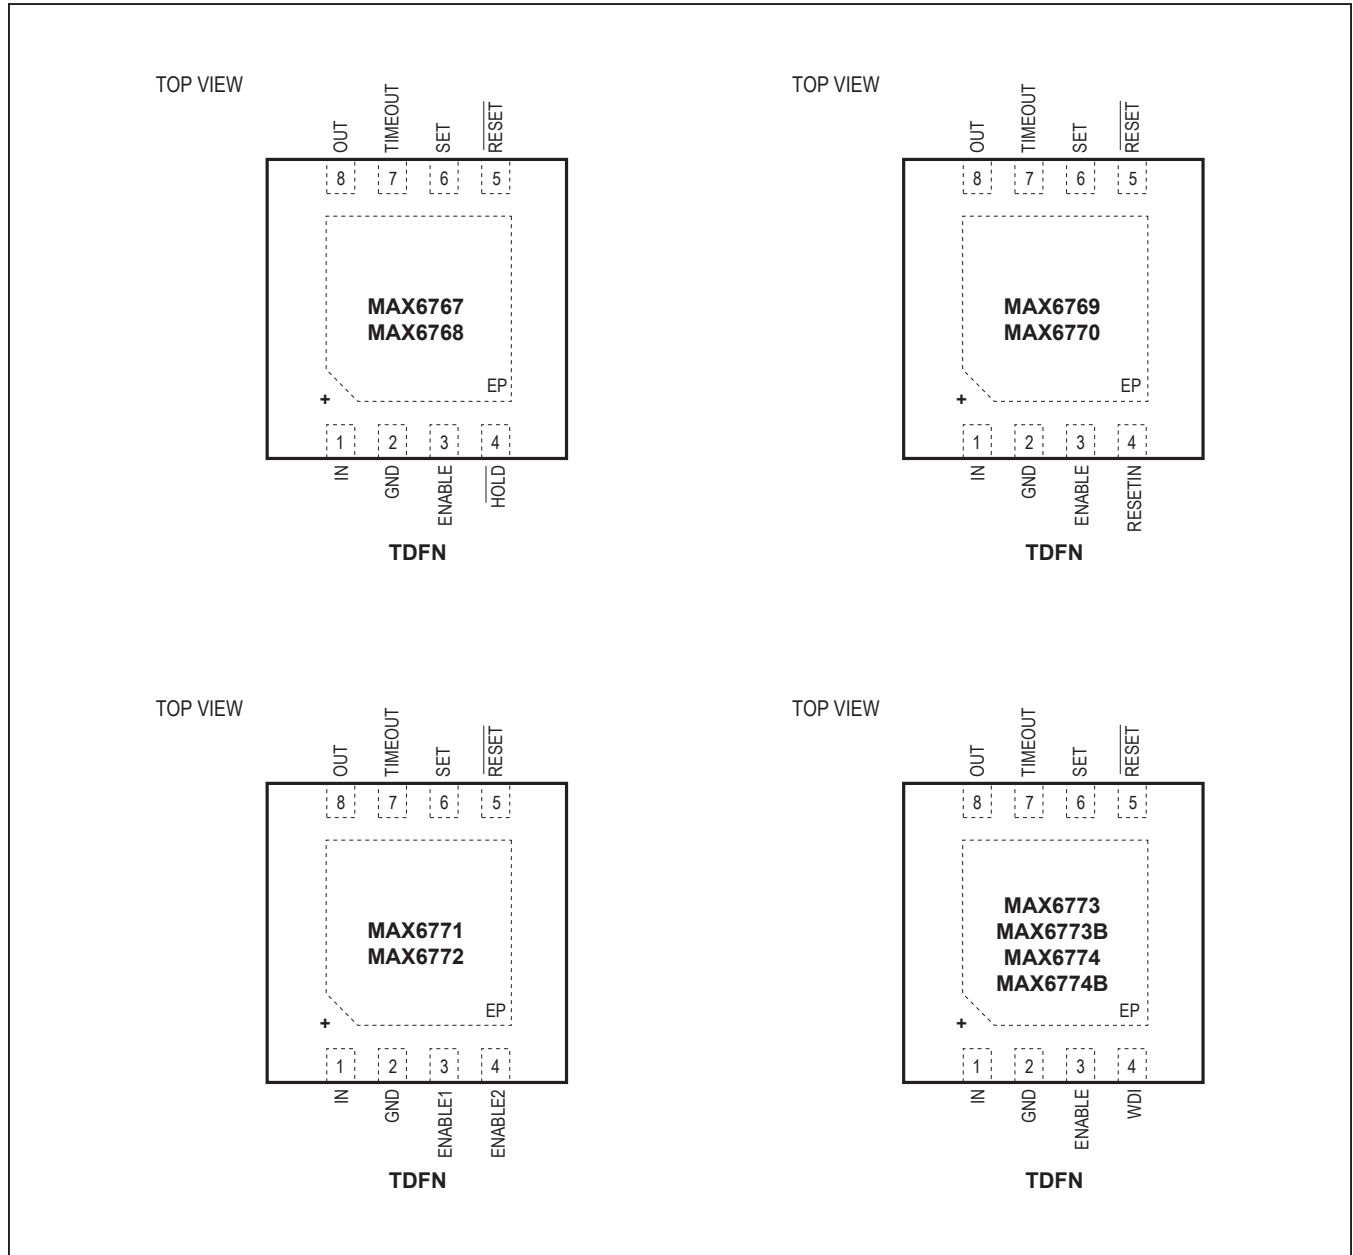 TOP VIEW
OUT
TIMEOUT
SET
RESET
8 7 6 5
MAX6767
MAX6768
EP
+
1 2 3 4
IN
GND
ENABLE
HOLD
TDFN
TOP VIEW
OUT
TIMEOUT
SET
RESET
8 7 6 5
MAX6769
MAX6770
EP
+
1 2 3 4
IN
GND
ENABLE
RESETIN
TDFN
TOP VIEW
OUT
TIMEOUT
SET
RESET
8 7 6 5
MAX6771
MAX6772
EP
+
1 2 3 4
IN
GND
ENABLE1
ENABLE2
TDFN
TOP VIEW
OUT
TIMEOUT
SET
RESET
8 7 6 5
MAX6773
MAX6773B
MAX6774
MAX6774B
EP
+
1 2 3 4
IN
GND
ENABLE
WDI
TDFN